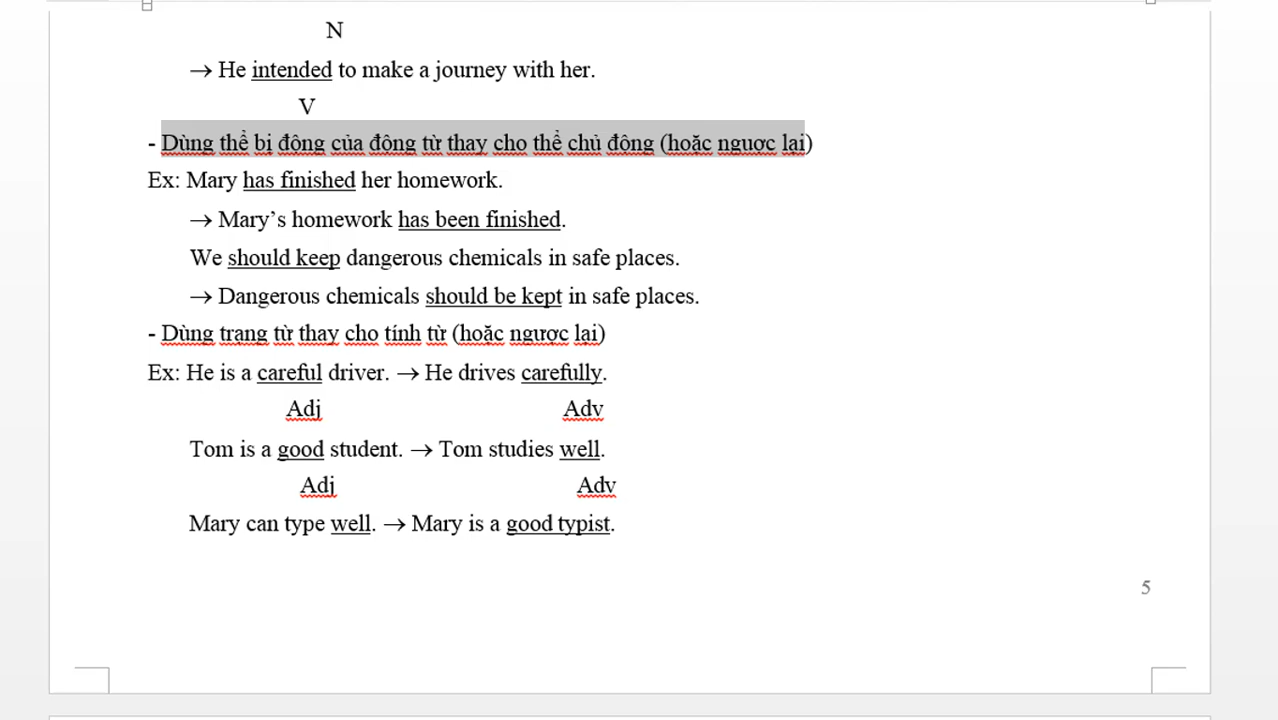 N
→ He intended to make a journey with her.
V
- Dùng thể bị động của động từ thay cho thể chủ động (hoặc ngược lại)
Ex: Mary has finished her homework.
→ Mary’s homework has been finished.
We should keep dangerous chemicals in safe places.
→ Dangerous chemicals should be kept in safe places.
- Dùng trạng từ thay cho tính từ (hoặc ngược lại)
Ex: He is a careful driver. → He drives carefully.
Adj Adv
Tom is a good student. → Tom studies well.
Adj Adv
Mary can type well. → Mary is a good typist.
5